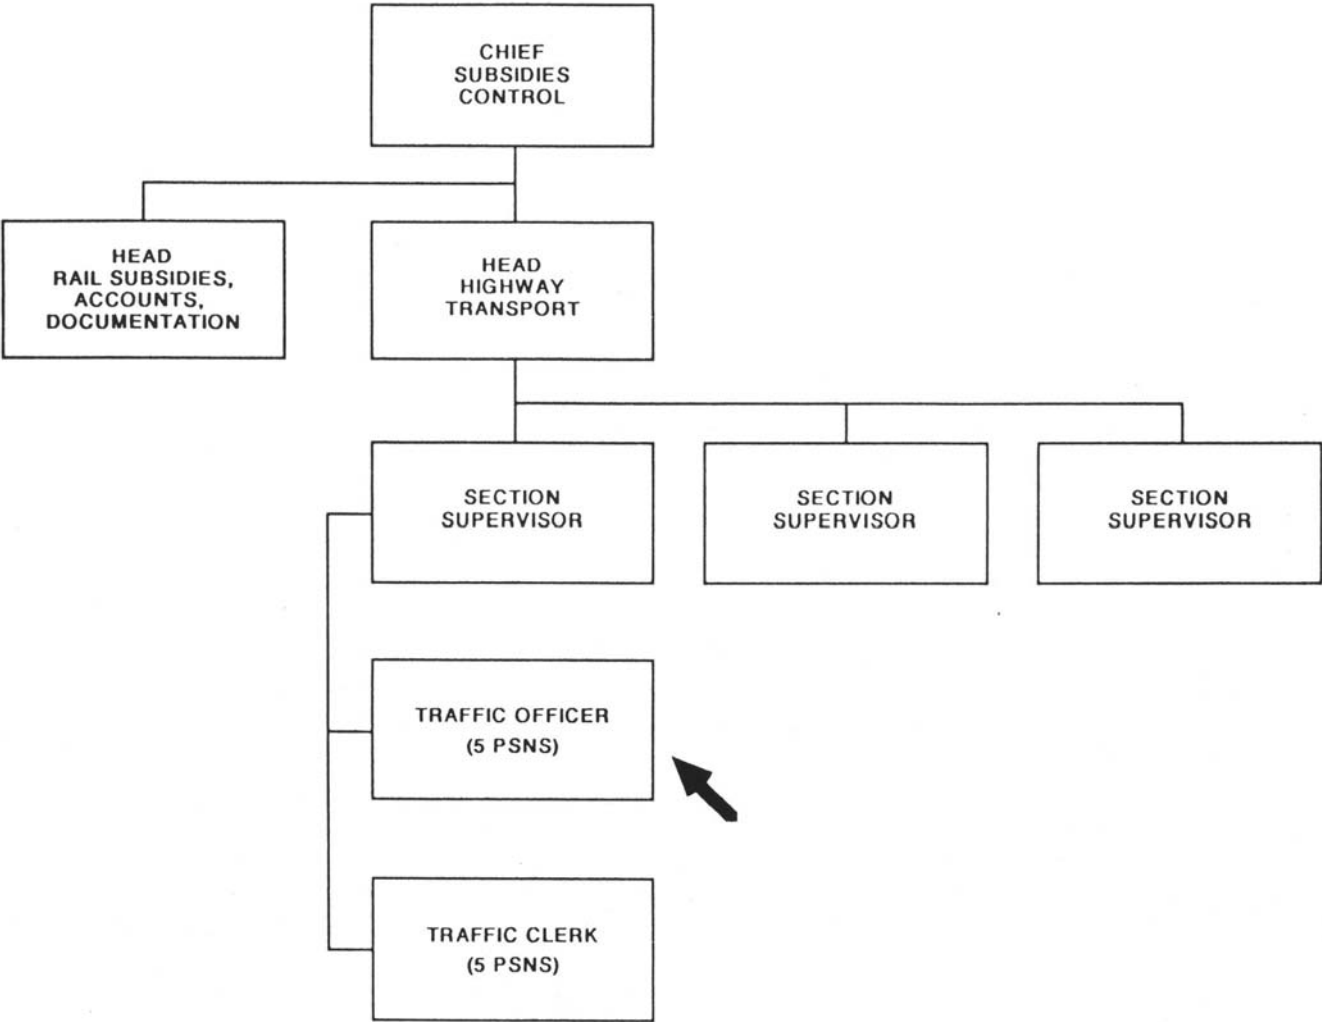 CHIEF
SUBSIDIES
CONTROL
HEAD
RAIL SUBSIDIES,
ACCOUNTS,
DOCUMENTATION
HEAD
HIGHWAY
TRANSPORT
SECTION
SUPERVISOR
SECTION
SUPERVISOR
SECTION
SUPERVISOR
TRAFFIC OFFICER
(5 PSNS)
TRAFFIC CLERK
(5 PSNS)